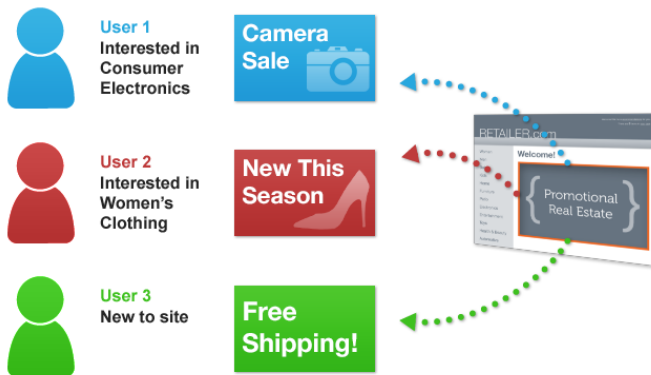 User 1
Interested in
Consumer
Electronics
Camera
Sale
User 2
Interested in
Women's
Clothing
New This
Season
User 3
New to site
Free
Shipping!
RETAILER.com
Welcome!
{ Promotional
Real Estate }